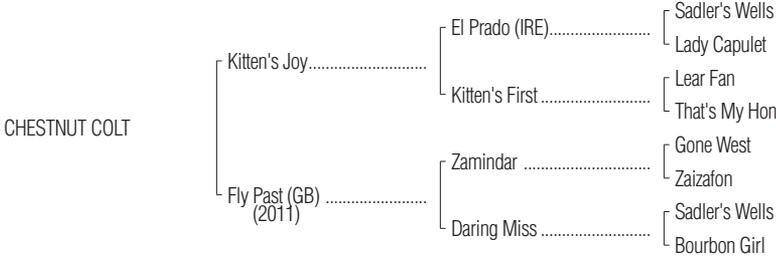 Sadler's Wells
El Prado (IRE)
Lady Capulet
Kitten's Joy
Lear Fan
Kitten's First
That's My Hon
CHESTNUT COLT
Gone West
Zamindar
Zaizafon
Fly Past (GB)
(2011)
Sadler's Wells
Daring Miss
Bourbon Girl